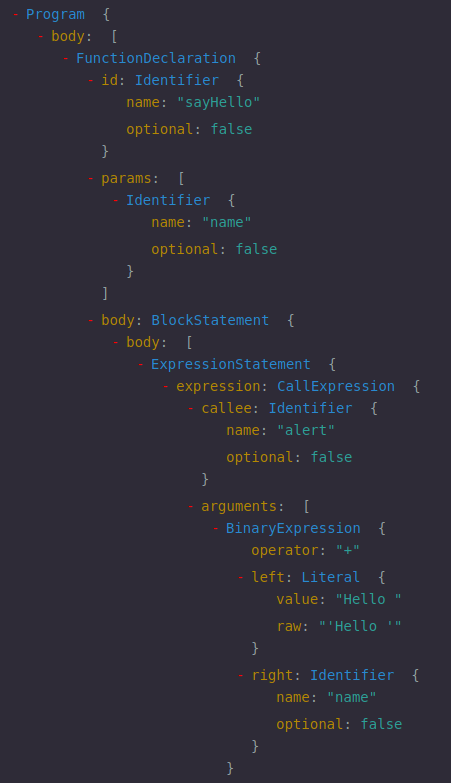 - Program {
- body: [
- FunctionDeclaration {
- id: Identifier {
name: "sayHello"
optional: false
}
- params: [
- Identifier {
name: "name"
optional: false
}
]
- body: BlockStatement {
- body: [
- ExpressionStatement {
- expression: CallExpression {
- callee: Identifier {
name: "alert"
optional: false
}
- arguments: [
- BinaryExpression {
operator: "+"
- left: Literal {
value: "Hello "
raw: "'Hello '"
}
- right: Identifier {
name: "name"
optional: false
}
}